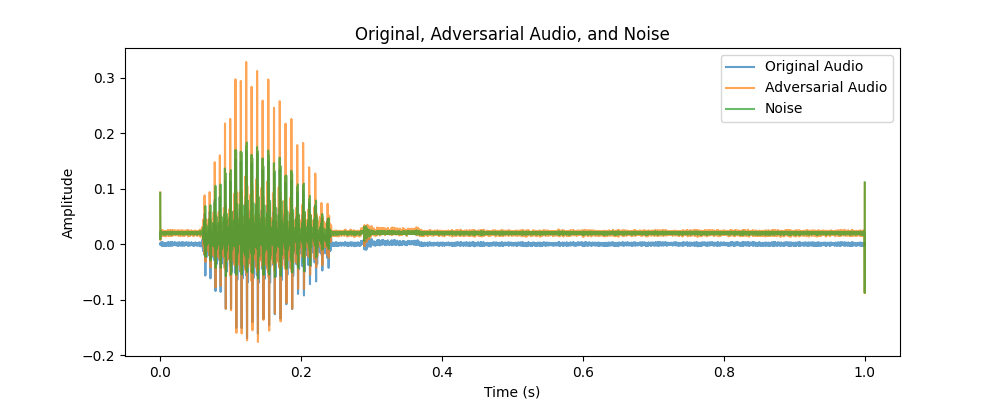 Original, Adversarial Audio, and Noise
Original Audio
Adversarial Audio
Noise
Amplitude
0.3
0.2
0.1
0.0
−0.1
−0.2
0.0 0.2 0.4 0.6 0.8 1.0
Time (s)